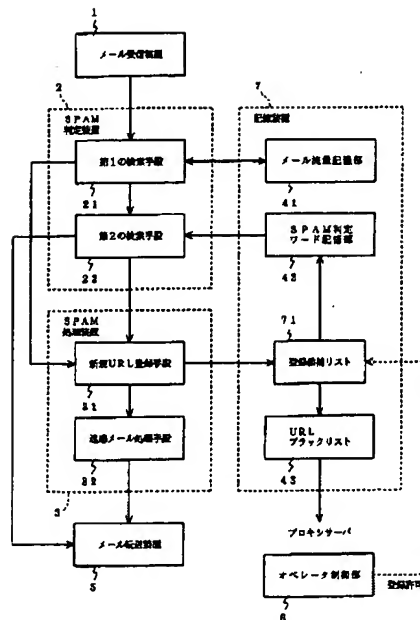 1
メール受信装置
2
SPAM
判定装置
第1の検索手段
21
第2の検索手段
22
SPAM
処理装置
新規URL登録手段
31
迷惑メール処理手段
32
3
メール転送装置
5
7
記憶装置
メール流量記憶部
41
SPAM判定
ワード記憶部
42
71
登録候補リスト
URL
ブラックリスト
43
プロキシサーバ
オペレータ制御部
登録許可
6